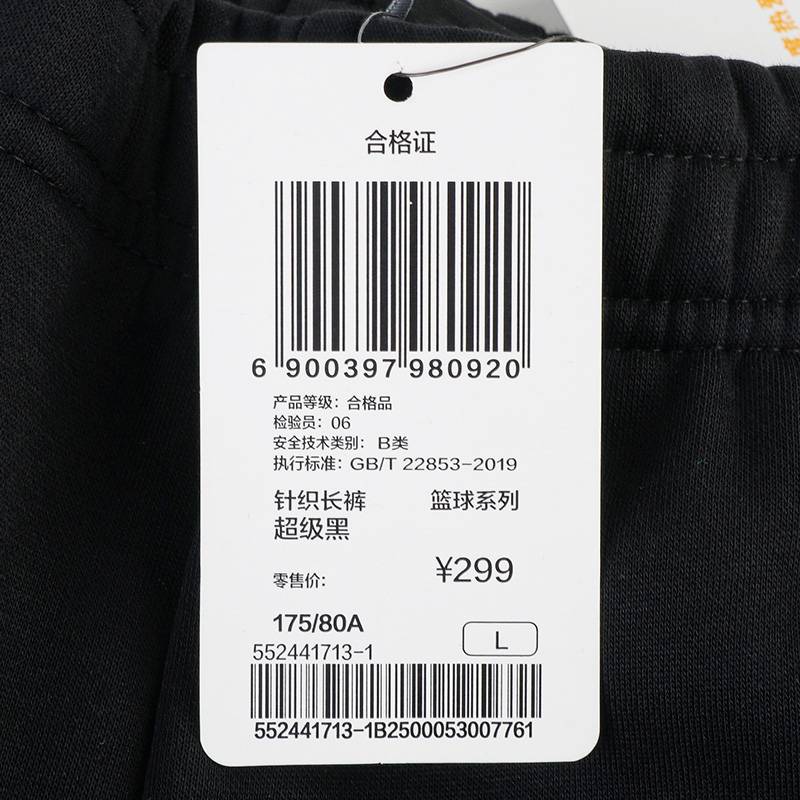 度热
合格证
6 900397 980920
产品等级：合格品
检验员：06
安全技术类别：B类
执行标准：GB/T 22853-2019
针织长裤 篮球系列
超级黑
零售价： ¥299
175/80A
L
552441713-1
552441713-1B2500053007761